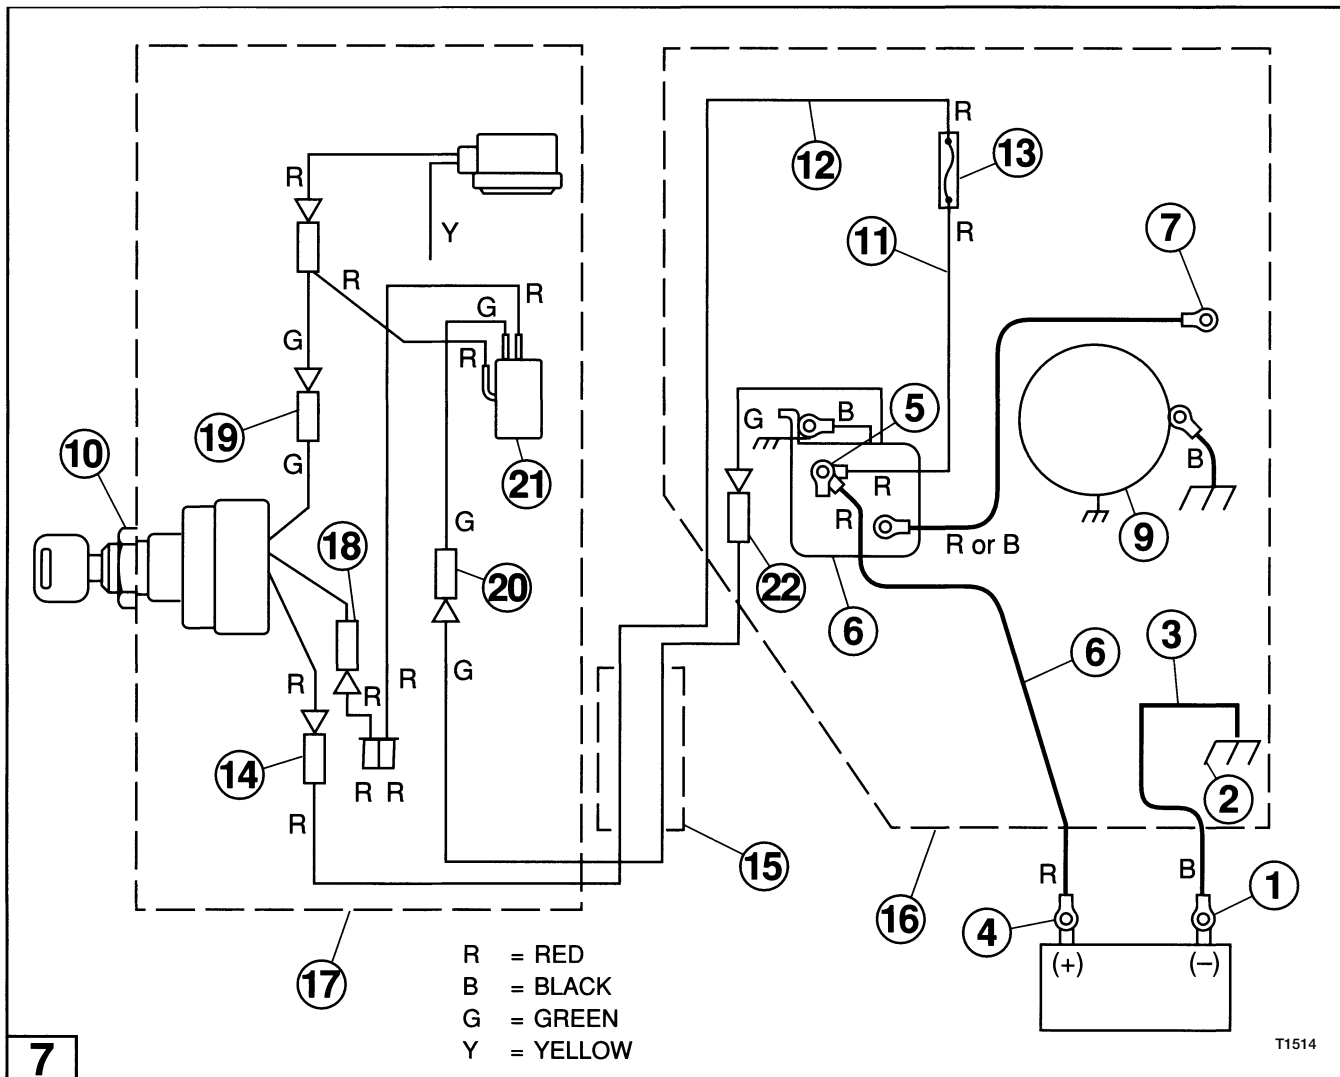 R
12
13
R
Y
R
11
7
R
G
R
G
R
19
10
G
21
G
B
5
R
R
R or B
B
9
18
G
20
22
6
3
6
R
G
R
R
14
R R
R
15
2
R
B
1
16
4
17
(+) (–)
R = RED
B = BLACK
G = GREEN
Y = YELLOW
7
T1514